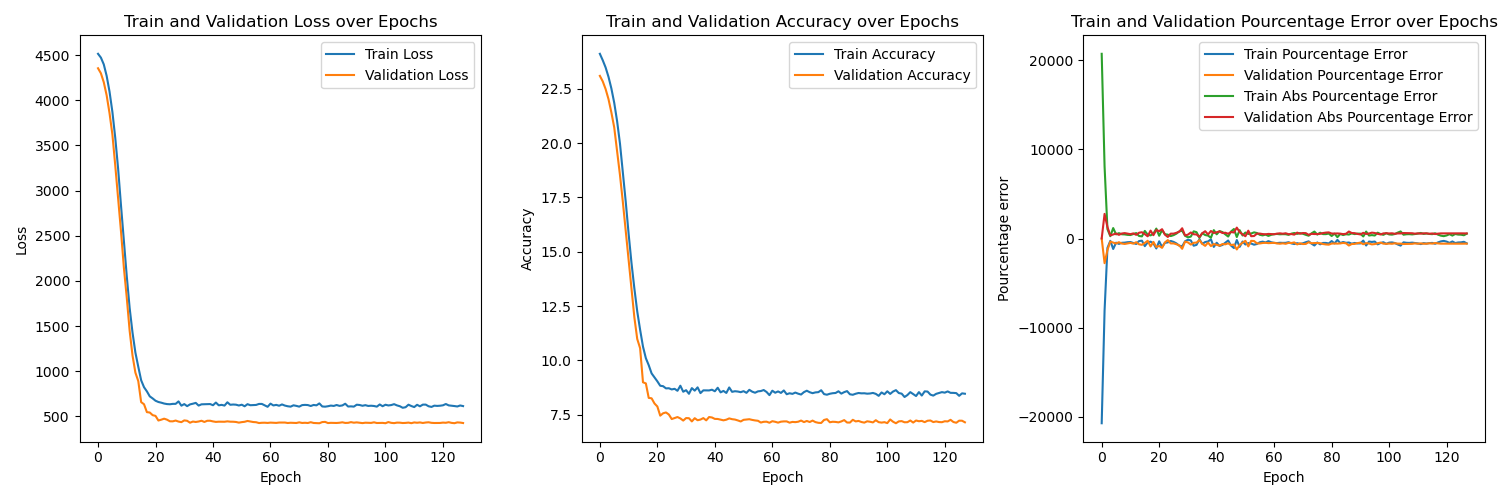 Train and Validation Loss over Epochs
Train Loss
Validation Loss
4500
4000
3500
3000
2500
2000
1500
1000
500
Loss
0 20 40 60 80 100 120
Epoch
Train and Validation Accuracy over Epochs
Train Accuracy
Validation Accuracy
22.5
20.0
17.5
15.0
12.5
10.0
7.5
Accuracy
0 20 40 60 80 100 120
Epoch
Train and Validation Pourcentage Error over Epochs
Train Pourcentage Error
Validation Pourcentage Error
Train Abs Pourcentage Error
Validation Abs Pourcentage Error
20000
10000
0
−10000
−20000
Pourcentage error
0 20 40 60 80 100 120
Epoch